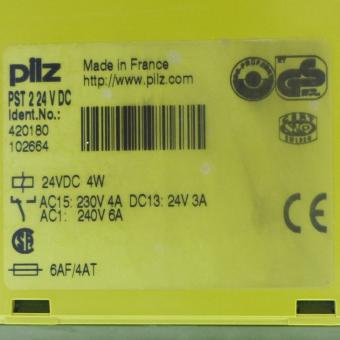 pilz
Made in France
http://www.pilz.com
PST 2 24 V DC
Ident.No.:
420180
102664
24VDC 4W
AC15: 230V 4A DC13: 24V 3A
AC1: 240V 6A
6AF/4AT
GS
CE